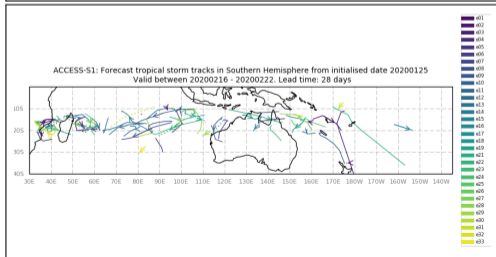 ACCESS-S1: Forecast tropical storm tracks in Southern Hemisphere from initialised date 20200125
Valid between 20200216 - 20200222. Lead time: 28 days
10S
20S
30S
40S
30E 40E 50E 60E 70E 80E 90E 100E 110E 120E 130E 140E 150E 160E 170E 180W 170W 160W 150W 140W
e01
e02
e03
e04
e05
e06
e07
e08
e09
e10
e11
e12
e13
e14
e15
e16
e17
e18
e19
e20
e21
e22
e23
e24
e25
e26
e27
e28
e29
e30
e31
e32
e33